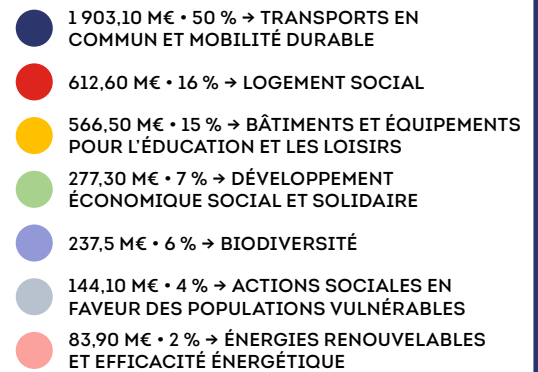 1 903,10 M€ • 50 % → TRANSPORTS EN
COMMUN ET MOBILITÉ DURABLE
612,60 M€ • 16 % → LOGEMENT SOCIAL
566,50 M€ • 15 % → BÂTIMENTS ET ÉQUIPEMENTS
POUR L’ÉDUCATION ET LES LOISIRS
277,30 M€ • 7 % → DÉVELOPPEMENT
ÉCONOMIQUE SOCIAL ET SOLIDAIRE
237,5 M€ • 6 % → BIODIVERSITÉ
144,10 M€ • 4 % → ACTIONS SOCIALES EN
FAVEUR DES POPULATIONS VULNÉRABLES
83,90 M€ • 2 % → ÉNERGIES RENOUVELABLES
ET EFFICACITÉ ÉNERGÉTIQUE